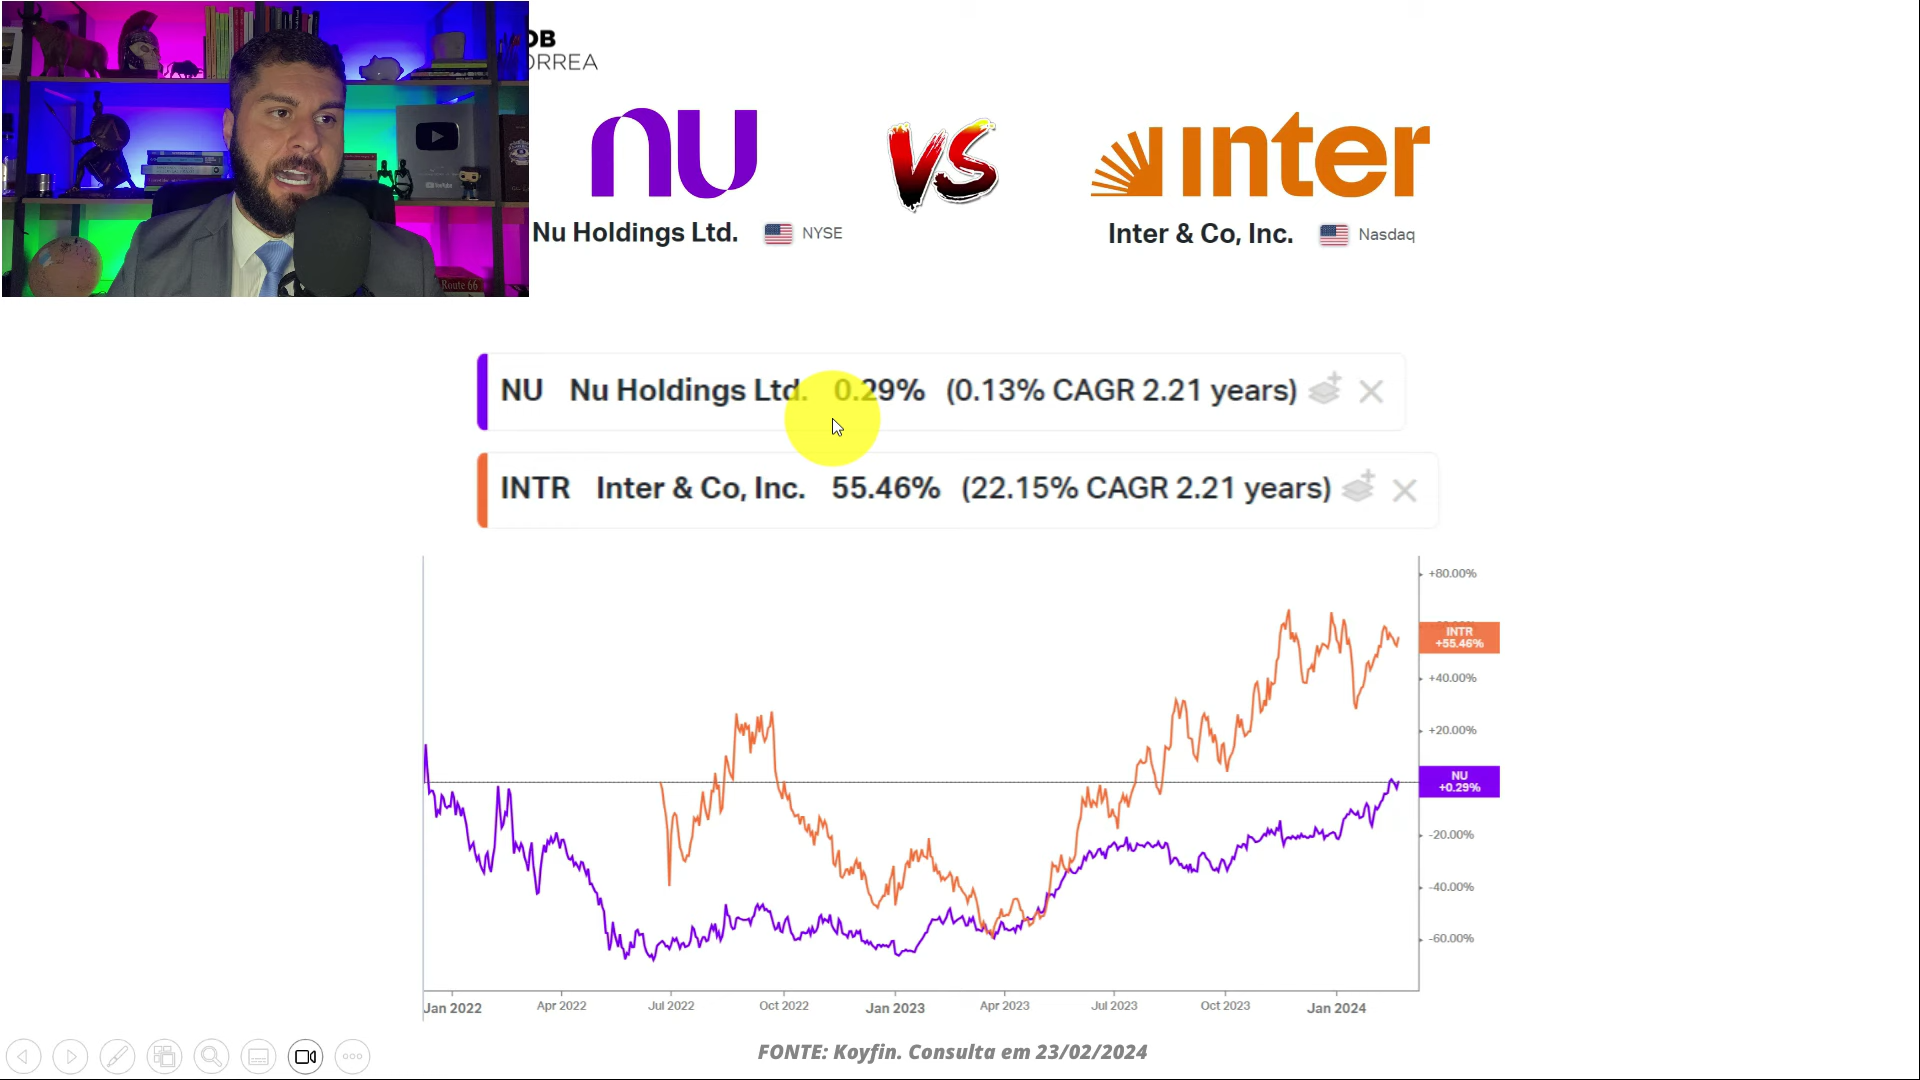 OB
ORREA
nu
VS
inter
Nu Holdings Ltd. NYSE
Inter & Co, Inc. Nasdaq
YouTube
Route 66
NU Nu Holdings Ltd. 0.29% (0.13% CAGR 2.21 years)
INTR Inter & Co, Inc. 55.46% (22.15% CAGR 2.21 years)
+80.00%
INTR
+55.46%
+40.00%
+20.00%
NU
+0.29%
-20.00%
-40.00%
-60.00%
Jan 2022 Apr 2022 Jul 2022 Oct 2022 Jan 2023 Apr 2023 Jul 2023 Oct 2023 Jan 2024
FONTE: Koyfin. Consulta em 23/02/2024